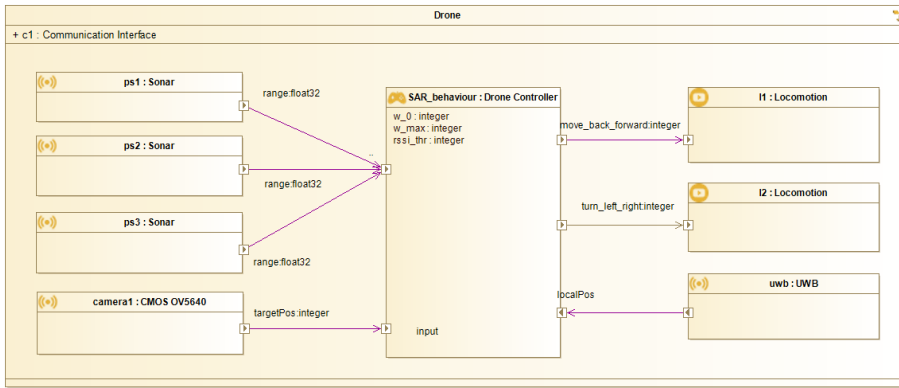 Drone
+ c1 : Communication Interface
ps1 : Sonar
range:float32
ps2 : Sonar
range:float32
ps3 : Sonar
range:float32
camera1 : CMOS OV5640
targetPos:integer
SAR_behaviour : Drone Controller
w_0 : integer
w_max : integer
rssi_thr : integer
..
input
move_back_forward:integer
l1 : Locomotion
turn_left_right:integer
l2 : Locomotion
localPos
uwb : UWB